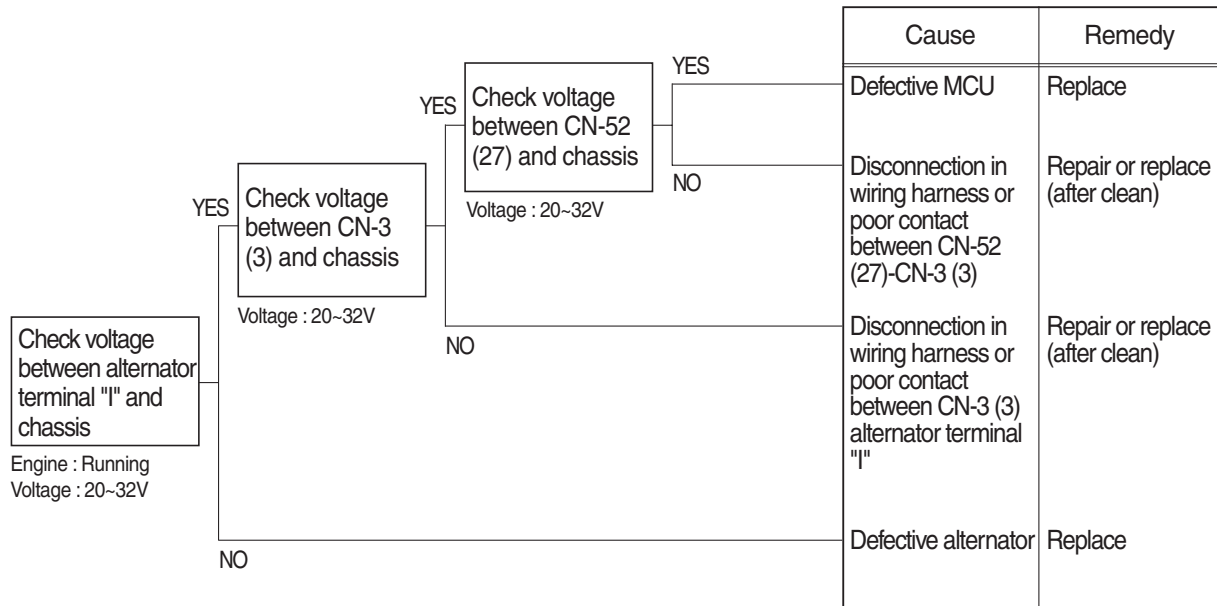 Cause
Remedy
YES
Check voltage
between CN-52
(27) and chassis
Voltage : 20~32V
YES
NO
Defective MCU
Replace
Disconnection in
wiring harness or
poor contact
between CN-52
(27)-CN-3 (3)
Repair or replace
(after clean)
YES
Check voltage
between CN-3
(3) and chassis
Voltage : 20~32V
NO
Disconnection in
wiring harness or
poor contact
between CN-3 (3)
alternator terminal
"I"
Repair or replace
(after clean)
Check voltage
between alternator
terminal "I" and
chassis
Engine : Running
Voltage : 20~32V
NO
Defective alternator
Replace